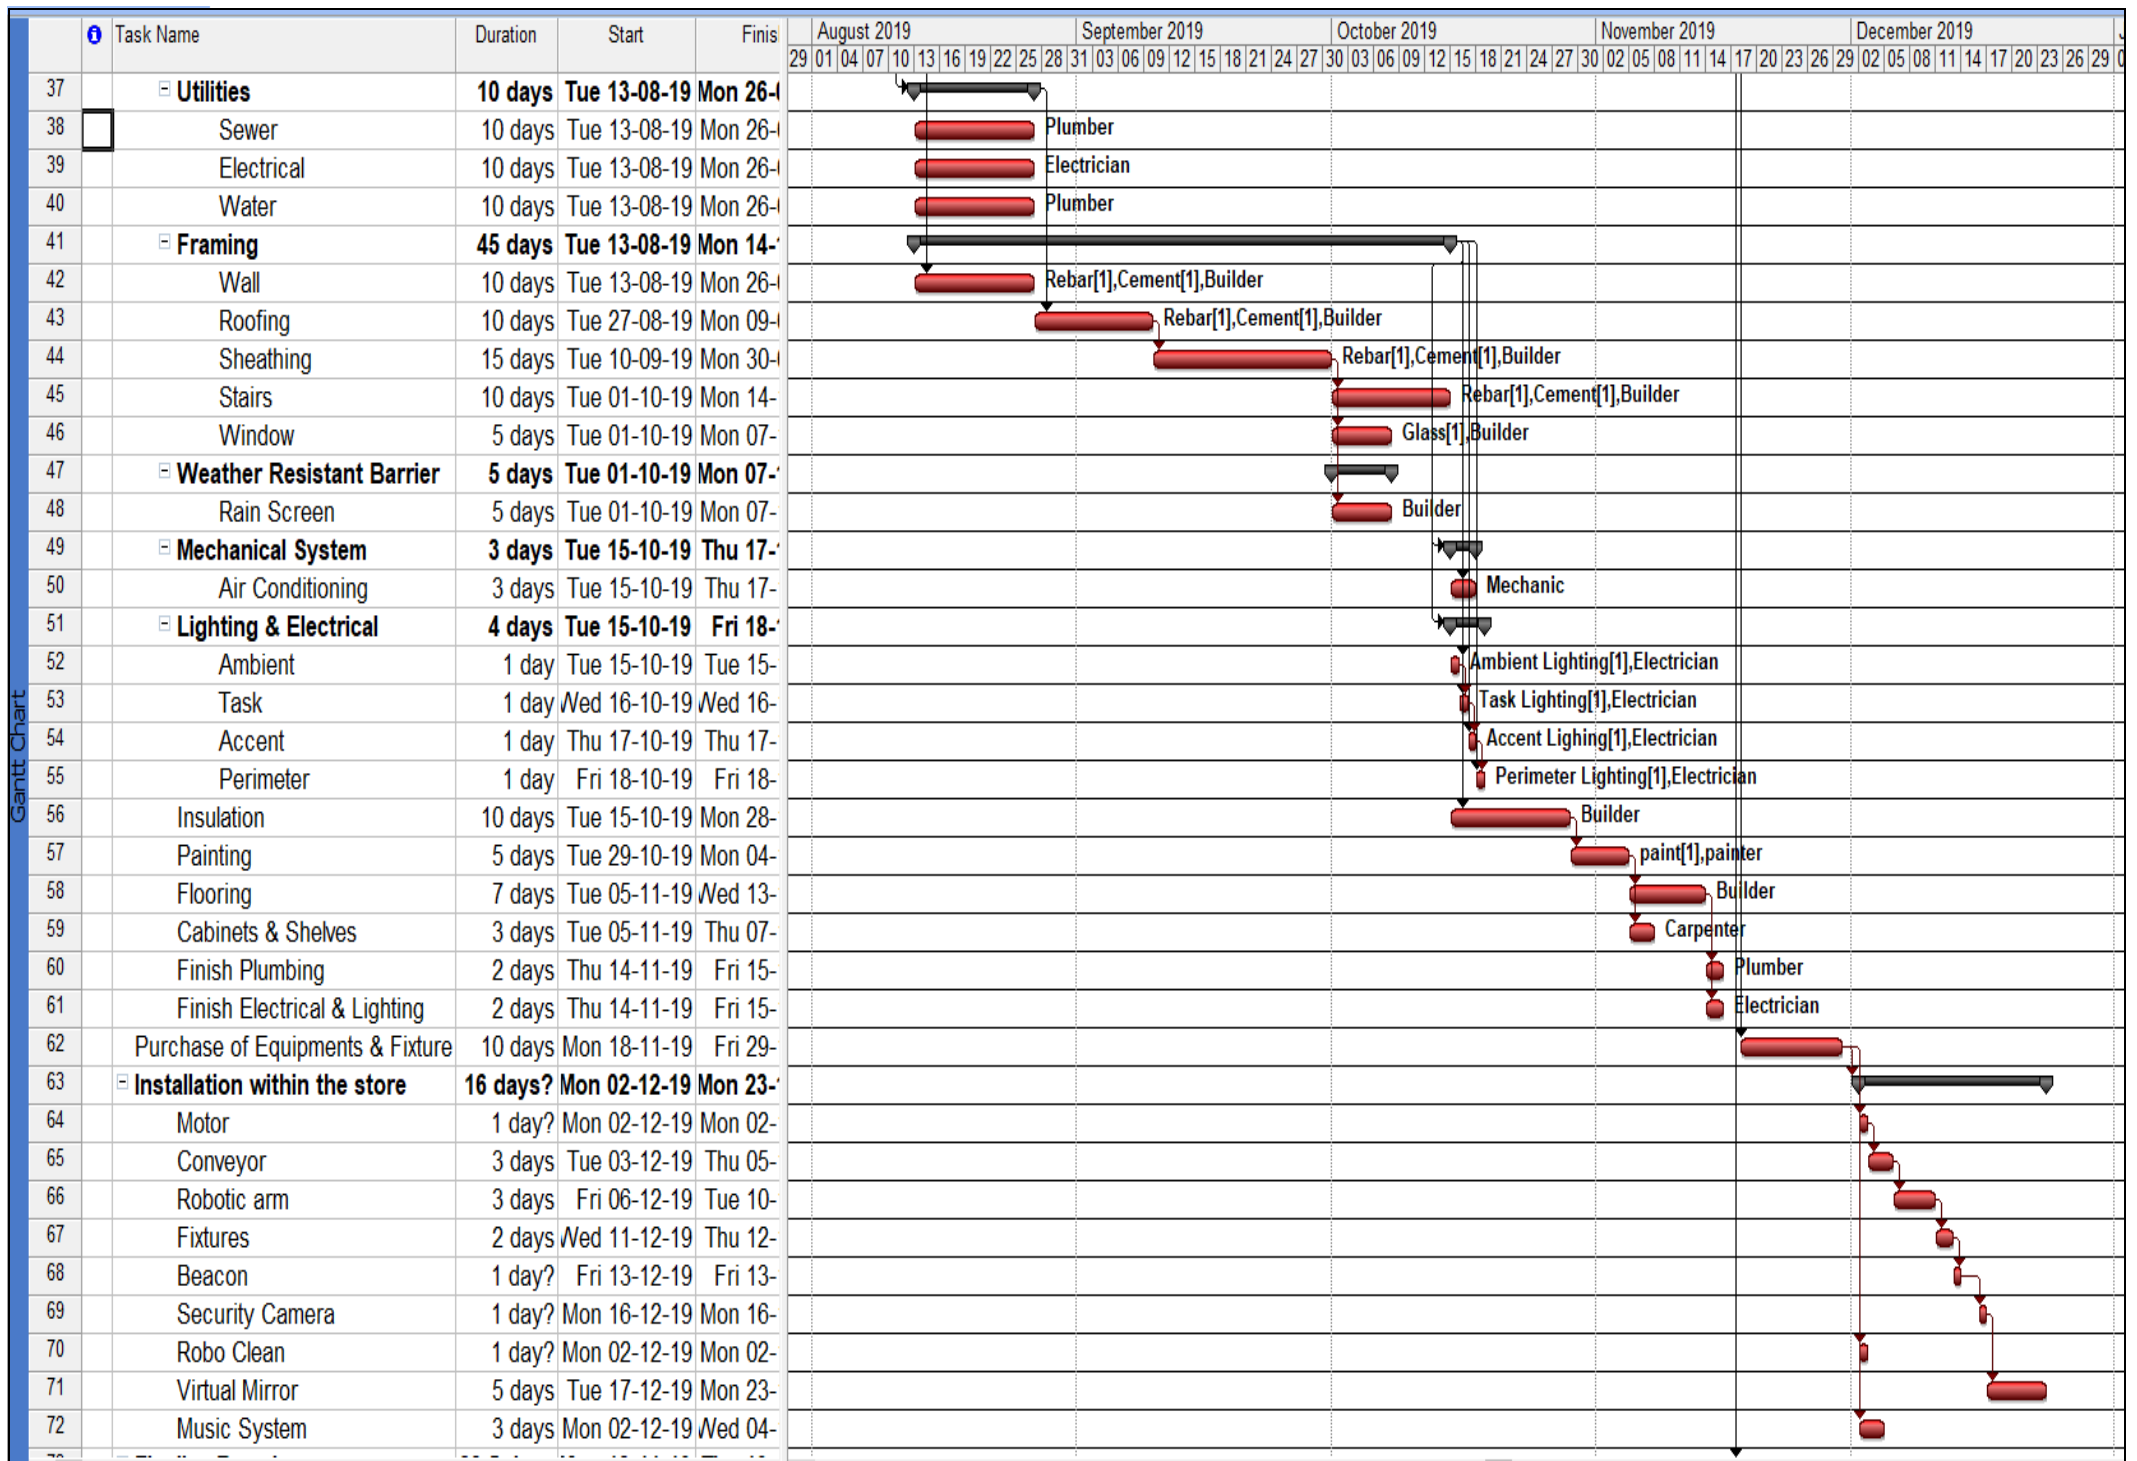 Task Name Duration Start Finis August 2019 September 2019 October 2019 November 2019 December 2019
29 01 04 07 10 13 16 19 22 25 28 31 03 06 09 12 15 18 21 24 27 30 03 06 09 12 15 18 21 24 27 30 02 05 08 11 14 17 20 23 26 29 02 05 08 11 14 17 20 23 26 29
37 Utilities 10 days Tue 13-08-19 Mon 26-
38 Sewer 10 days Tue 13-08-19 Mon 26- Plumber
39 Electrical 10 days Tue 13-08-19 Mon 26- Electrician
40 Water 10 days Tue 13-08-19 Mon 26- Plumber
41 Framing 45 days Tue 13-08-19 Mon 14-
42 Wall 10 days Tue 13-08-19 Mon 26- Rebar[1],Cement[1],Builder
43 Roofing 10 days Tue 27-08-19 Mon 09- Rebar[1],Cement[1],Builder
44 Sheathing 15 days Tue 10-09-19 Mon 30- Rebar[1],Cement[1],Builder
45 Stairs 10 days Tue 01-10-19 Mon 14- Rebar[1],Cement[1],Builder
46 Window 5 days Tue 01-10-19 Mon 07- Glass[1],Builder
47 Weather Resistant Barrier 5 days Tue 01-10-19 Mon 07-
48 Rain Screen 5 days Tue 01-10-19 Mon 07- Builder
49 Mechanical System 3 days Tue 15-10-19 Thu 17-
50 Air Conditioning 3 days Tue 15-10-19 Thu 17- Mechanic
51 Lighting & Electrical 4 days Tue 15-10-19 Fri 18-
52 Ambient 1 day Tue 15-10-19 Tue 15- Ambient Lighting[1],Electrician
53 Task 1 day Wed 16-10-19 Wed 16- Task Lighting[1],Electrician
54 Accent 1 day Thu 17-10-19 Thu 17- Accent Lighing[1],Electrician
55 Perimeter 1 day Fri 18-10-19 Fri 18- Perimeter Lighting[1],Electrician
56 Insulation 10 days Tue 15-10-19 Mon 28- Builder
57 Painting 5 days Tue 29-10-19 Mon 04- paint[1],painter
58 Flooring 7 days Tue 05-11-19 Wed 13- Builder
59 Cabinets & Shelves 3 days Tue 05-11-19 Thu 07- Carpenter
60 Finish Plumbing 2 days Thu 14-11-19 Fri 15- Plumber
61 Finish Electrical & Lighting 2 days Thu 14-11-19 Fri 15- Electrician
62 Purchase of Equipments & Fixture 10 days Mon 18-11-19 Fri 29-
63 Installation within the store 16 days? Mon 02-12-19 Mon 23-
64 Motor 1 day? Mon 02-12-19 Mon 02-
65 Conveyor 3 days Tue 03-12-19 Thu 05-
66 Robotic arm 3 days Fri 06-12-19 Tue 10-
67 Fixtures 2 days Wed 11-12-19 Thu 12-
68 Beacon 1 day? Fri 13-12-19 Fri 13-
69 Security Camera 1 day? Mon 16-12-19 Mon 16-
70 Robo Clean 1 day? Mon 02-12-19 Mon 02-
71 Virtual Mirror 5 days Tue 17-12-19 Mon 23-
72 Music System 3 days Mon 02-12-19 Wed 04-
Gantt Chart